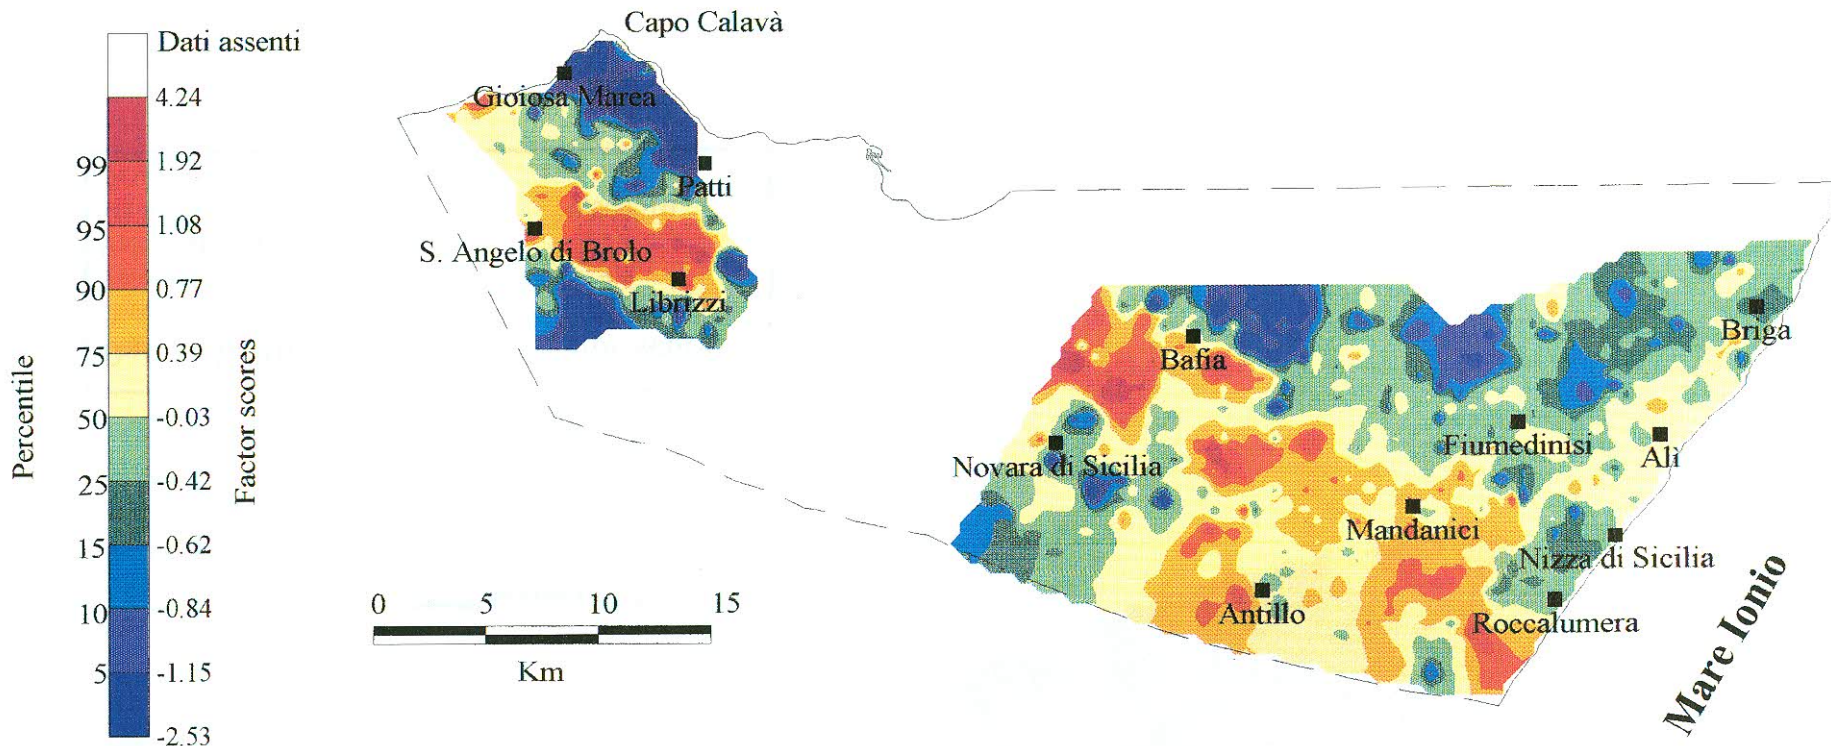 Capo Calavà
Dati assenti
Gioiosa Marea
Patti
S. Angelo di Brolo
Librizzi
Briga
Bafia
Fiumedinisi
Alì
Novara di Sicilia
Mandanici
Nizza di Sicilia
Antillo
Roccalumera
Mare Ionio
Percentile
99
95
90
75
50
25
15
10
5
Factor scores
4.24
1.92
1.08
0.77
0.39
-0.03
-0.42
-0.62
-0.84
-1.15
-2.53
0 5 10 15
Km